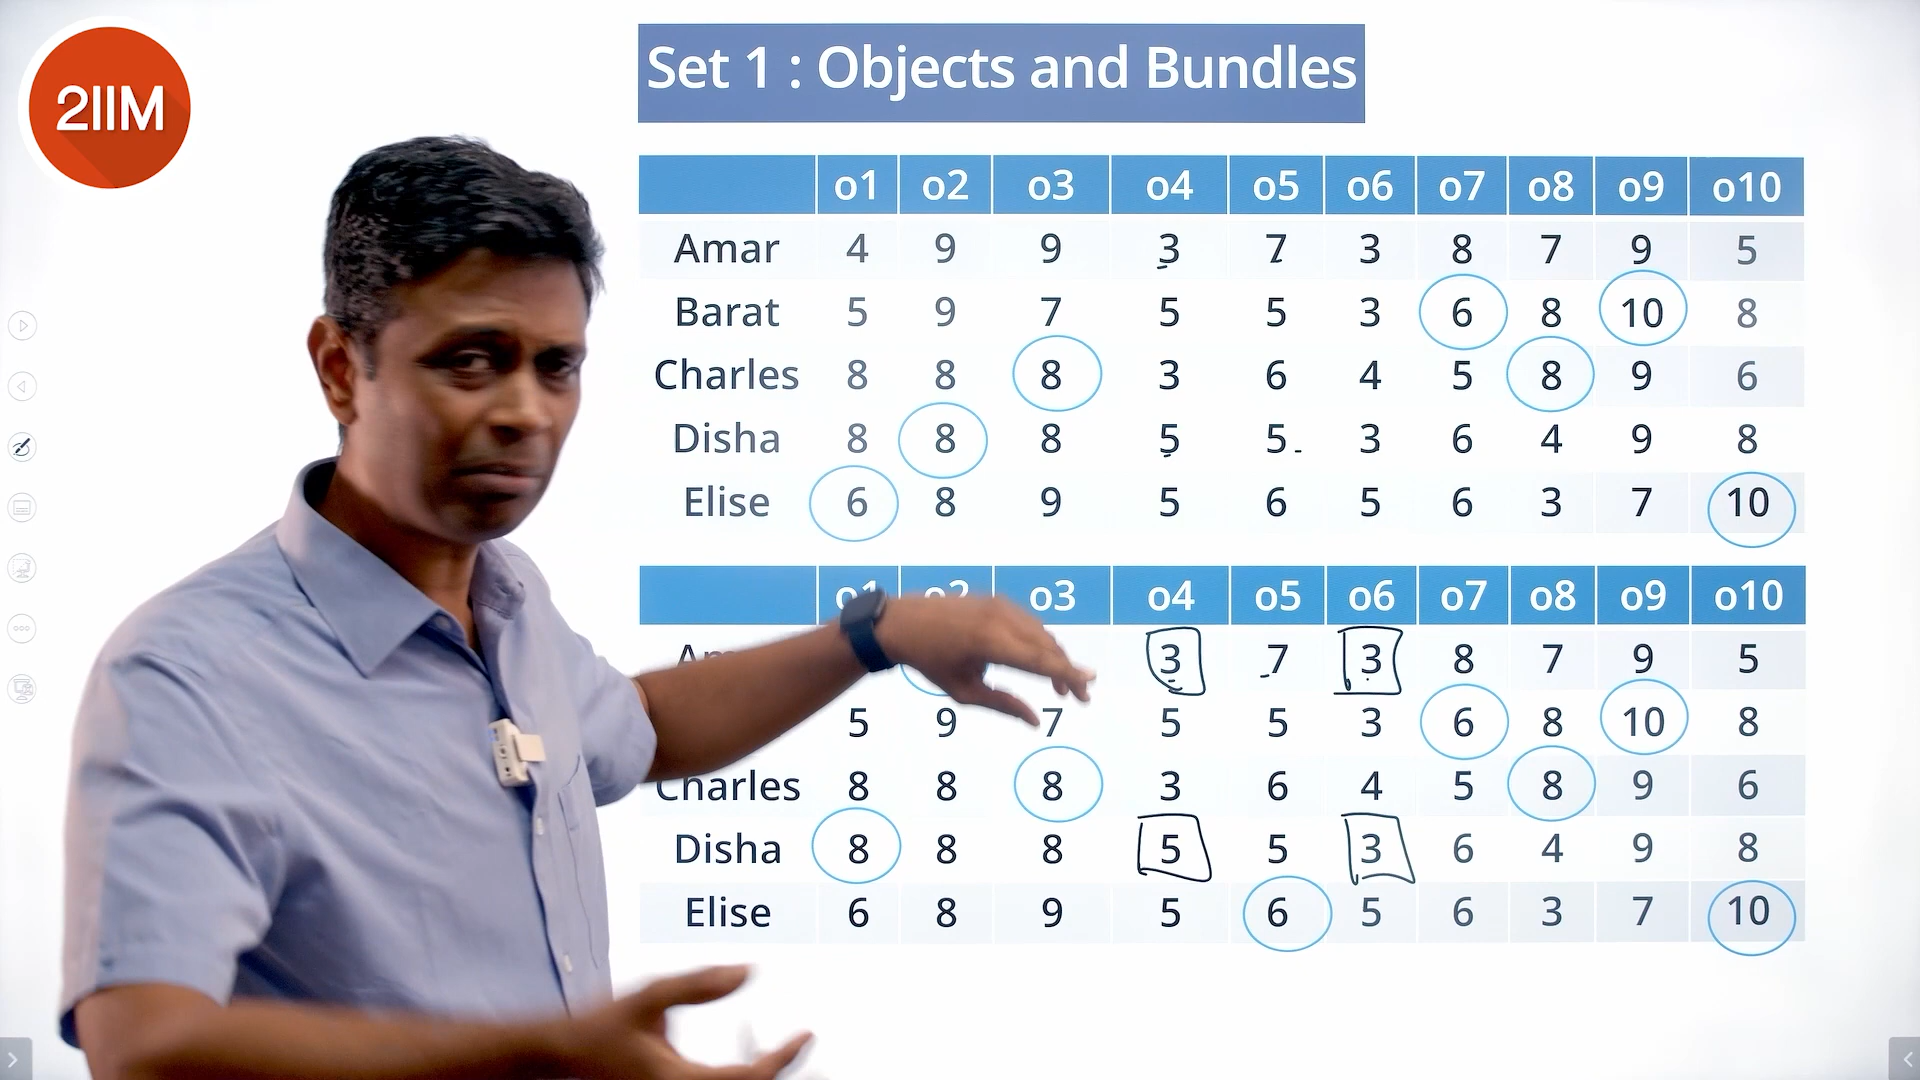 2IIM
Set 1 : Objects and Bundles
o1 o2 o3 o4 o5 o6 o7 o8 o9 o10
Amar 4 9 9 3 7 3 8 7 9 5
Barat 5 9 7 5 5 3 6 8 10 8
Charles 8 8 8 3 6 4 5 8 9 6
Disha 8 8 8 5 5 3 6 4 9 8
Elise 6 8 9 5 6 5 6 3 7 10
o1 o2 o3 o4 o5 o6 o7 o8 o9 o10
3 7 3 8 7 9 5
5 9 7 5 5 3 6 8 10 8
Charles 8 8 8 3 6 4 5 8 9 6
Disha 8 8 8 5 5 3 6 4 9 8
Elise 6 8 9 5 6 5 6 3 7 10